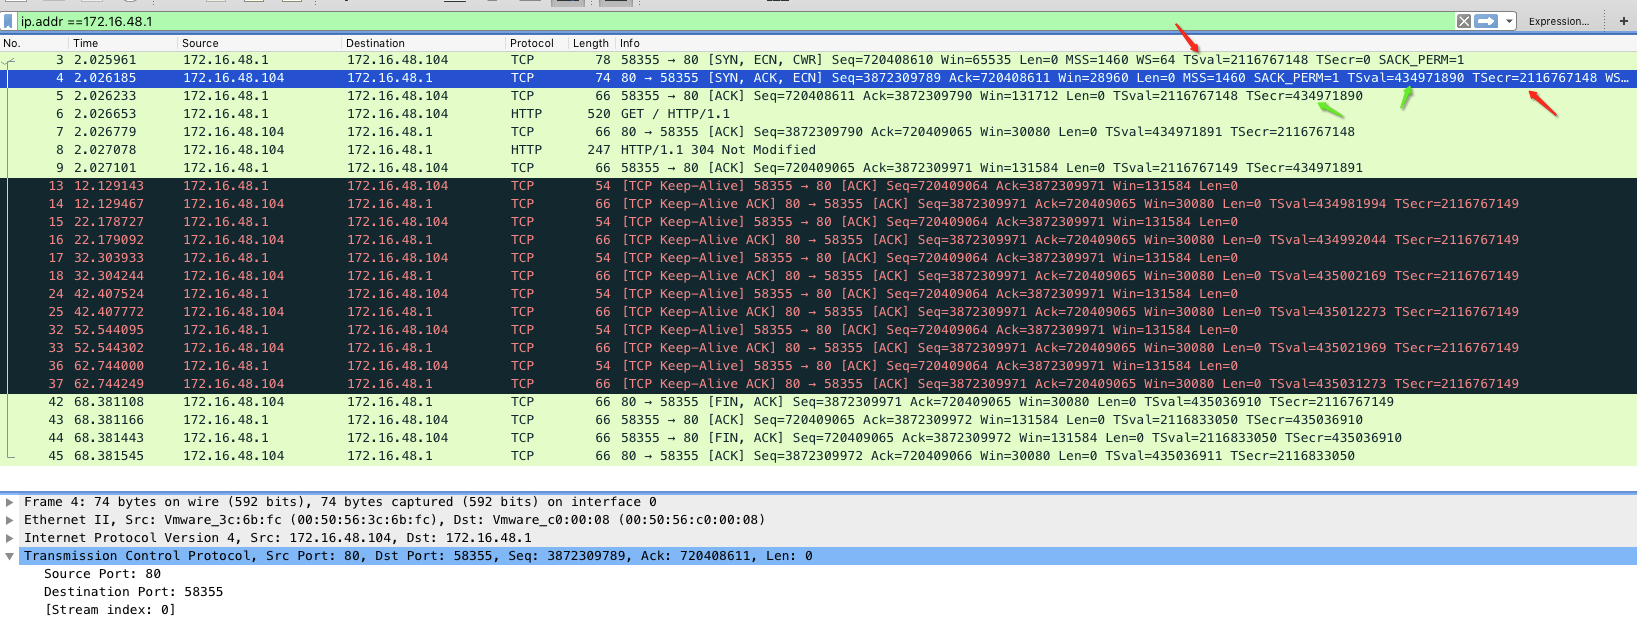 ip.addr ==172.16.48.1 Expression… +
No. Time Source Destination Protocol Length Info
3 2.025961 172.16.48.1 172.16.48.104 TCP 78 58355 → 80 [SYN, ECN, CWR] Seq=720408610 Win=65535 Len=0 MSS=1460 WS=64 TSval=2116767148 TSecr=0 SACK_PERM=1
4 2.026185 172.16.48.104 172.16.48.1 TCP 74 80 → 58355 [SYN, ACK, ECN] Seq=3872309789 Ack=720408611 Win=28960 Len=0 MSS=1460 SACK_PERM=1 TSval=434971890 TSecr=2116767148 WS…
5 2.026233 172.16.48.1 172.16.48.104 TCP 66 58355 → 80 [ACK] Seq=720408611 Ack=3872309790 Win=131712 Len=0 TSval=2116767148 TSecr=434971890
6 2.026653 172.16.48.1 172.16.48.104 HTTP 520 GET / HTTP/1.1
7 2.026779 172.16.48.104 172.16.48.1 TCP 66 80 → 58355 [ACK] Seq=3872309790 Ack=720409065 Win=30080 Len=0 TSval=434971891 TSecr=2116767148
8 2.027078 172.16.48.104 172.16.48.1 HTTP 247 HTTP/1.1 304 Not Modified
9 2.027101 172.16.48.1 172.16.48.104 TCP 66 58355 → 80 [ACK] Seq=720409065 Ack=3872309971 Win=131584 Len=0 TSval=2116767149 TSecr=434971891
13 12.129143 172.16.48.1 172.16.48.104 TCP 54 [TCP Keep-Alive] 58355 → 80 [ACK] Seq=720409064 Ack=3872309971 Win=131584 Len=0
14 12.129467 172.16.48.104 172.16.48.1 TCP 66 [TCP Keep-Alive ACK] 80 → 58355 [ACK] Seq=3872309971 Ack=720409065 Win=30080 Len=0 TSval=434981994 TSecr=2116767149
15 22.178727 172.16.48.1 172.16.48.104 TCP 54 [TCP Keep-Alive] 58355 → 80 [ACK] Seq=720409064 Ack=3872309971 Win=131584 Len=0
16 22.179092 172.16.48.104 172.16.48.1 TCP 66 [TCP Keep-Alive ACK] 80 → 58355 [ACK] Seq=3872309971 Ack=720409065 Win=30080 Len=0 TSval=434992044 TSecr=2116767149
17 32.303933 172.16.48.1 172.16.48.104 TCP 54 [TCP Keep-Alive] 58355 → 80 [ACK] Seq=720409064 Ack=3872309971 Win=131584 Len=0
18 32.304244 172.16.48.104 172.16.48.1 TCP 66 [TCP Keep-Alive ACK] 80 → 58355 [ACK] Seq=3872309971 Ack=720409065 Win=30080 Len=0 TSval=435002169 TSecr=2116767149
24 42.407524 172.16.48.1 172.16.48.104 TCP 54 [TCP Keep-Alive] 58355 → 80 [ACK] Seq=720409064 Ack=3872309971 Win=131584 Len=0
25 42.407772 172.16.48.104 172.16.48.1 TCP 66 [TCP Keep-Alive ACK] 80 → 58355 [ACK] Seq=3872309971 Ack=720409065 Win=30080 Len=0 TSval=435012273 TSecr=2116767149
32 52.544095 172.16.48.1 172.16.48.104 TCP 54 [TCP Keep-Alive] 58355 → 80 [ACK] Seq=720409064 Ack=3872309971 Win=131584 Len=0
33 52.544302 172.16.48.104 172.16.48.1 TCP 66 [TCP Keep-Alive ACK] 80 → 58355 [ACK] Seq=3872309971 Ack=720409065 Win=30080 Len=0 TSval=435021969 TSecr=2116767149
36 62.744000 172.16.48.1 172.16.48.104 TCP 54 [TCP Keep-Alive] 58355 → 80 [ACK] Seq=720409064 Ack=3872309971 Win=131584 Len=0
37 62.744249 172.16.48.104 172.16.48.1 TCP 66 [TCP Keep-Alive ACK] 80 → 58355 [ACK] Seq=3872309971 Ack=720409065 Win=30080 Len=0 TSval=435031273 TSecr=2116767149
42 68.381108 172.16.48.104 172.16.48.1 TCP 66 80 → 58355 [FIN, ACK] Seq=3872309971 Ack=720409065 Win=30080 Len=0 TSval=435036910 TSecr=2116767149
43 68.381166 172.16.48.1 172.16.48.104 TCP 66 58355 → 80 [ACK] Seq=720409065 Ack=3872309972 Win=131584 Len=0 TSval=2116833050 TSecr=435036910
44 68.381443 172.16.48.1 172.16.48.104 TCP 66 58355 → 80 [FIN, ACK] Seq=720409065 Ack=3872309972 Win=131584 Len=0 TSval=2116833050 TSecr=435036910
45 68.381545 172.16.48.104 172.16.48.1 TCP 66 80 → 58355 [ACK] Seq=3872309972 Ack=720409066 Win=30080 Len=0 TSval=435036911 TSecr=2116833050
Frame 4: 74 bytes on wire (592 bits), 74 bytes captured (592 bits) on interface 0
Ethernet II, Src: Vmware_3c:6b:fc (00:50:56:3c:6b:fc), Dst: Vmware_c0:00:08 (00:50:56:c0:00:08)
Internet Protocol Version 4, Src: 172.16.48.104, Dst: 172.16.48.1
Transmission Control Protocol, Src Port: 80, Dst Port: 58355, Seq: 3872309789, Ack: 720408611, Len: 0
Source Port: 80
Destination Port: 58355
[Stream index: 0]